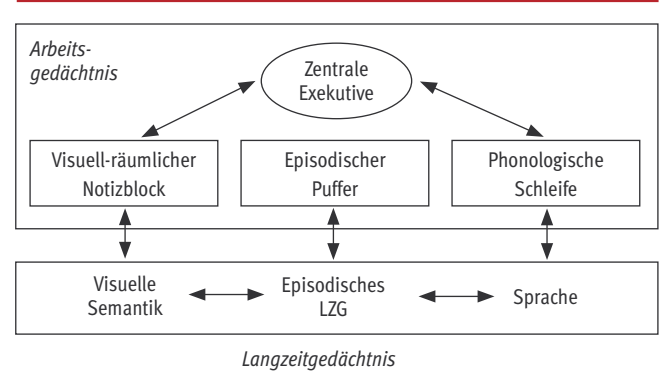 Arbeits-
gedächtnis
Zentrale
Exekutive
Visuell-räumlicher
Notizblock
Episodischer
Puffer
Phonologische
Schleife
Visuelle
Semantik
Episodisches
LZG
Sprache
Langzeitgedächtnis